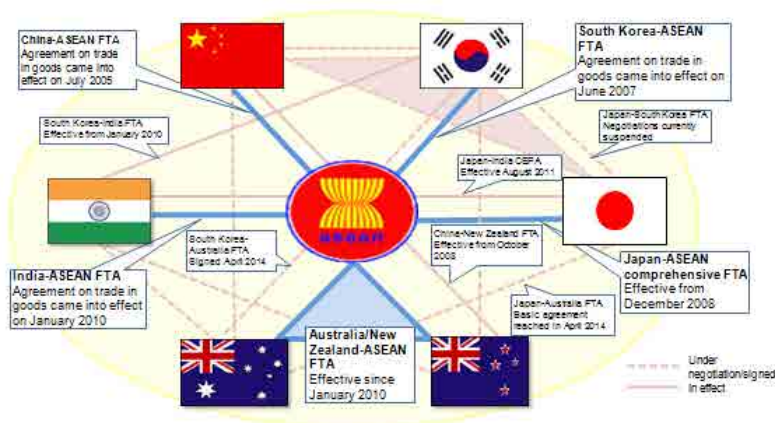 China-ASEAN FTA
Agreement on trade
in goods came into
effect on July 2005
South Korea-ASEAN
FTA
Agreement on trade in
goods came into effect on
June 2007
South Korea-India FTA
Effective from January 2010
Japan-South Korea FTA
Negotiations currently
suspended
Japan-India CEPA
Effective August 2011
asean
South Korea-
Australia FTA
Signed April 2014
China-New Zealand FTA
Effective from October
2008
India-ASEAN FTA
Agreement on trade in
goods came into effect
on January 2010
Japan-ASEAN
comprehensive FTA
Effective from
December 2008
Japan-Australia FTA
Basic agreement
reached in April 2014
Australia/New
Zealand-ASEAN
FTA
Effective since
January 2010
Under
negotiation/signed
In effect